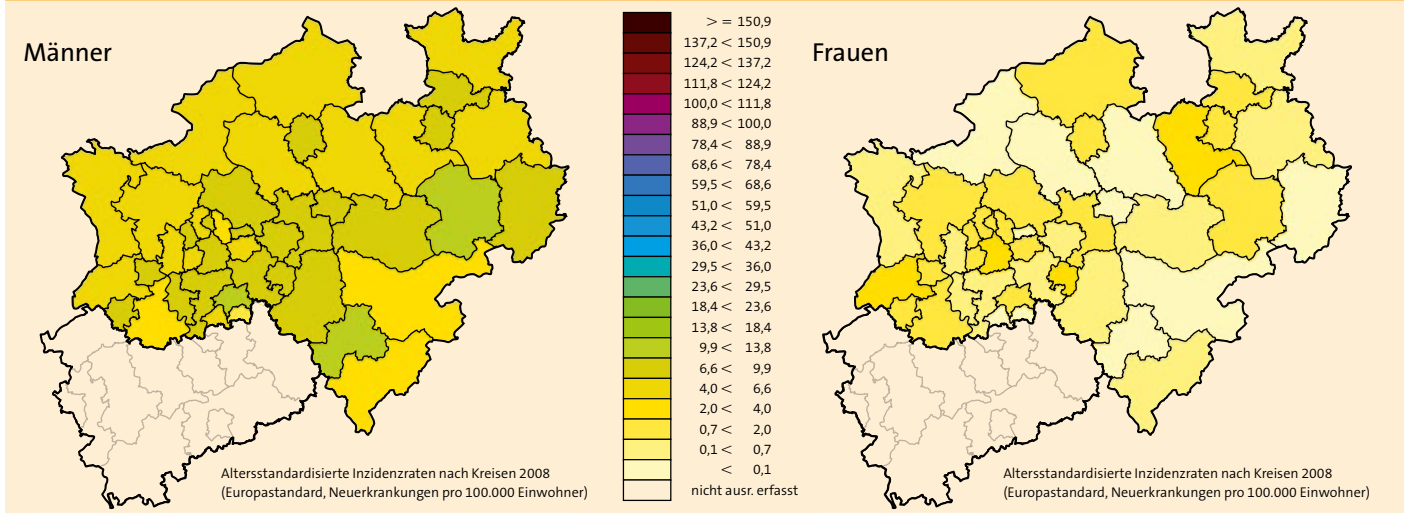 Männer
> = 150,9
137,2 < 150,9
124,2 < 137,2
111,8 < 124,2
100,0 < 111,8
88,9 < 100,0
78,4 < 88,9
68,6 < 78,4
59,5 < 68,6
51,0 < 59,5
43,2 < 51,0
36,0 < 43,2
29,5 < 36,0
23,6 < 29,5
18,4 < 23,6
13,8 < 18,4
9,9 < 13,8
6,6 < 9,9
4,0 < 6,6
2,0 < 4,0
0,7 < 2,0
0,1 < 0,7
< 0,1
nicht ausr. erfasst
Altersstandardisierte Inzidenzraten nach Kreisen 2008
(Europastandard, Neuerkrankungen pro 100.000 Einwohner)
Frauen
Altersstandardisierte Inzidenzraten nach Kreisen 2008
(Europastandard, Neuerkrankungen pro 100.000 Einwohner)